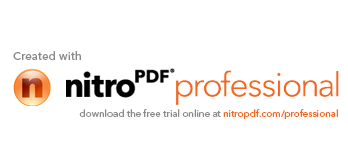 Created with
n nitroPDF® professional
download the free trial online at nitropdf.com/professional